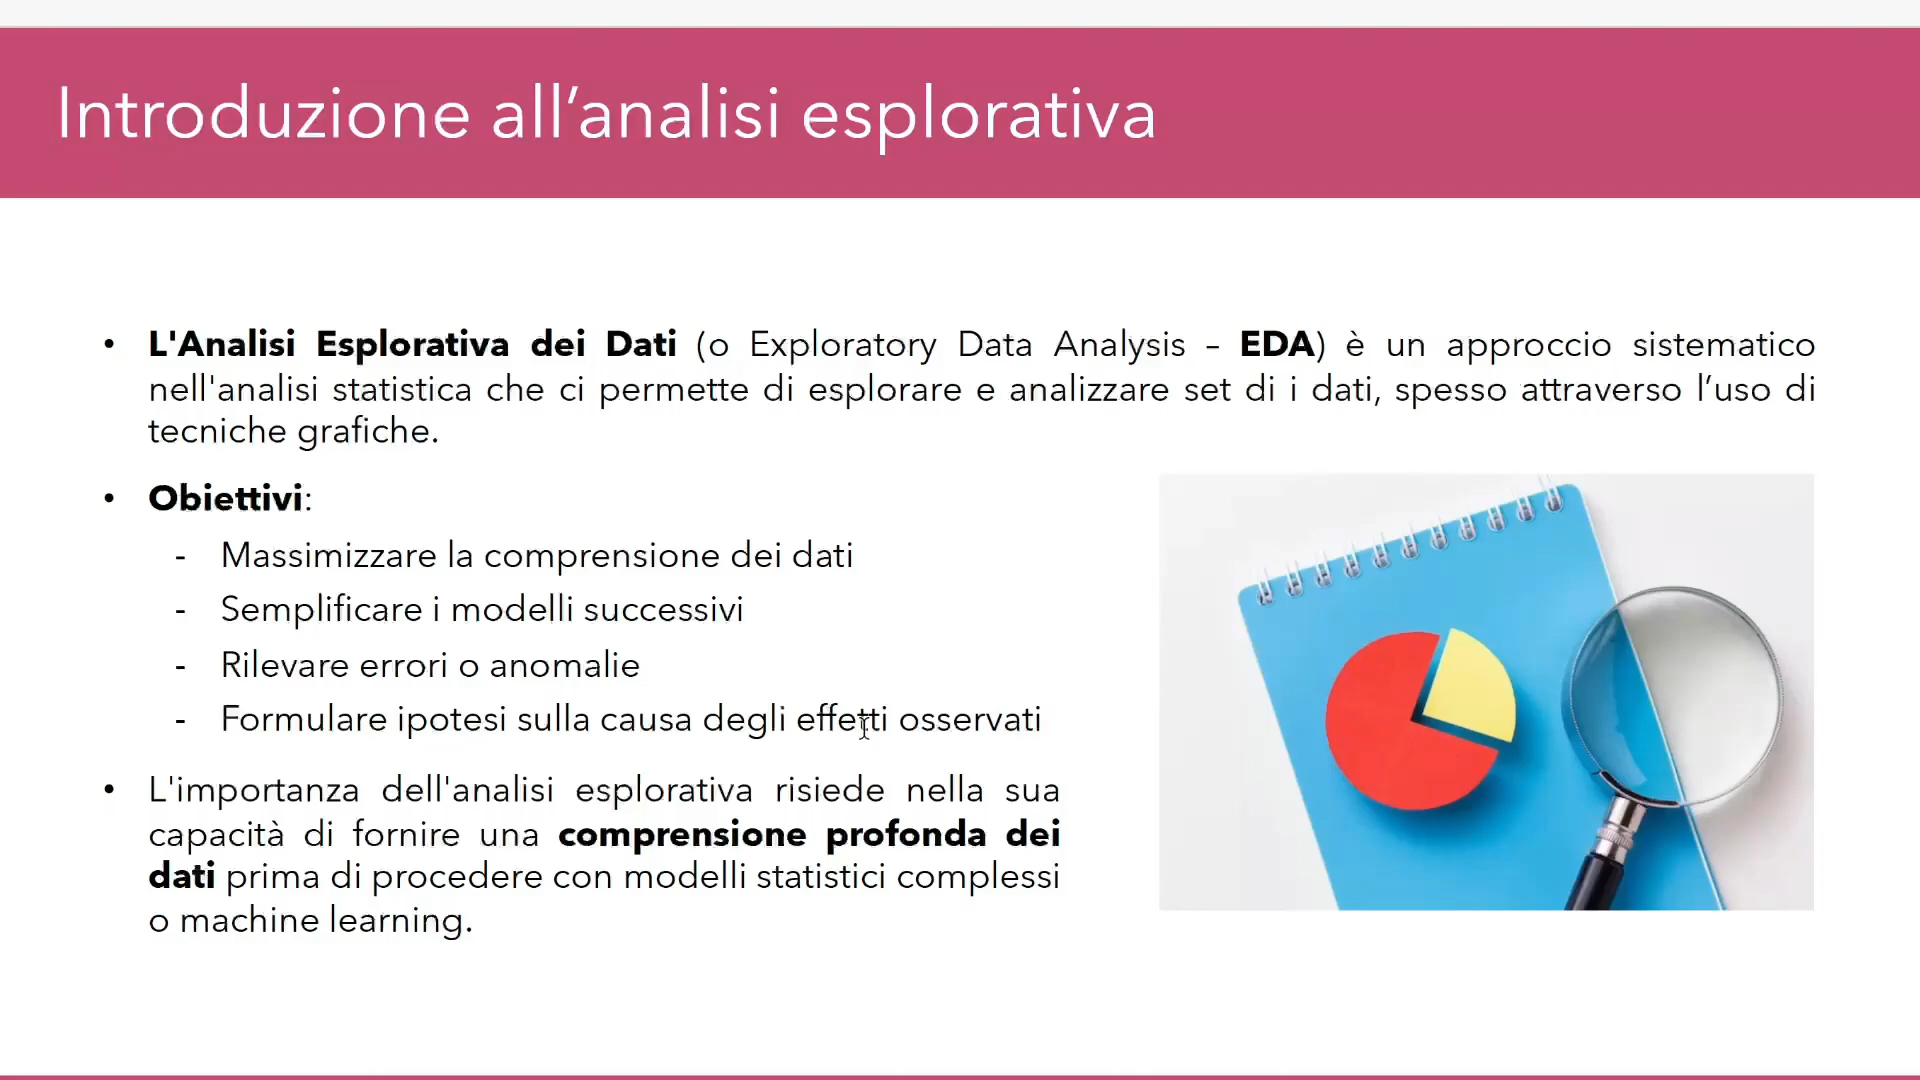 Introduzione all’analisi esplorativa
• L'Analisi Esplorativa dei Dati (o Exploratory Data Analysis – EDA) è un approccio sistematico
nell'analisi statistica che ci permette di esplorare e analizzare set di i dati, spesso attraverso l’uso di
tecniche grafiche.
• Obiettivi:
- Massimizzare la comprensione dei dati
- Semplificare i modelli successivi
- Rilevare errori o anomalie
- Formulare ipotesi sulla causa degli effetti osservati
• L'importanza dell'analisi esplorativa risiede nella sua
capacità di fornire una comprensione profonda dei
dati prima di procedere con modelli statistici complessi
o machine learning.